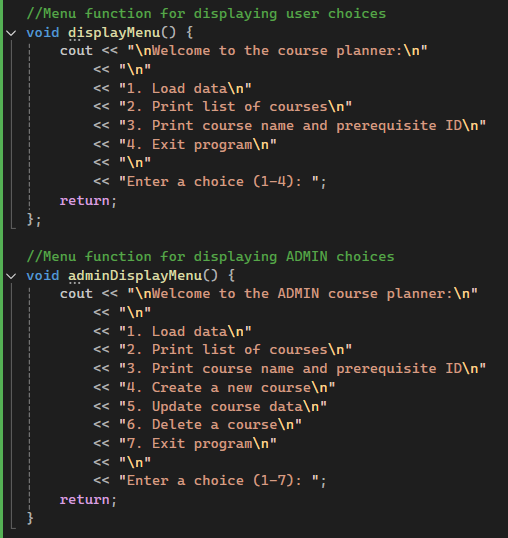 //Menu function for displaying user choices
void displayMenu() {
    cout << "\nWelcome to the course planner:\n"
        << "\n"
        << "1. Load data\n"
        << "2. Print list of courses\n"
        << "3. Print course name and prerequisite ID\n"
        << "4. Exit program\n"
        << "\n"
        << "Enter a choice (1-4): ";
    return;
};

//Menu function for displaying ADMIN choices
void adminDisplayMenu() {
    cout << "\nWelcome to the ADMIN course planner:\n"
        << "\n"
        << "1. Load data\n"
        << "2. Print list of courses\n"
        << "3. Print course name and prerequisite ID\n"
        << "4. Create a new course\n"
        << "5. Update course data\n"
        << "6. Delete a course\n"
        << "7. Exit program\n"
        << "\n"
        << "Enter a choice (1-7): ";
    return;
}